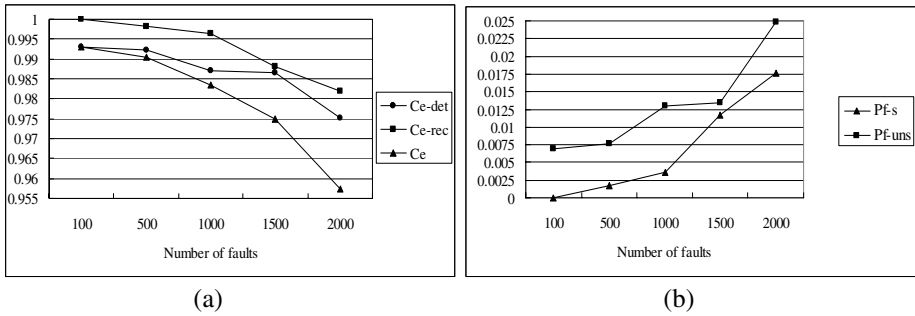 1
0.995
0.99
0.985
0.98
0.975
0.97
0.965
0.96
0.955
100 500 1000 1500 2000
Number of faults
Ce-det
Ce-rec
Ce
(a)
0.025
0.0225
0.02
0.0175
0.015
0.0125
0.01
0.0075
0.005
0.0025
0
100 500 1000 1500 2000
Number of faults
Pf-s
Pf-uns
(b)